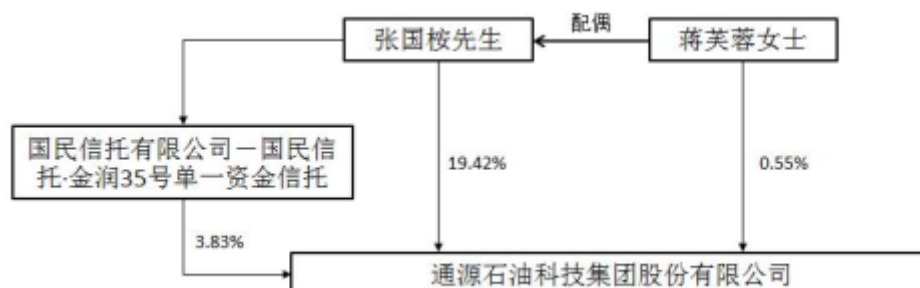 配偶
张国桉先生
蒋芙蓉女士
国民信托有限公司－国民信
托·金润35号单一资金信托
19.42%
0.55%
3.83%
通源石油科技集团股份有限公司